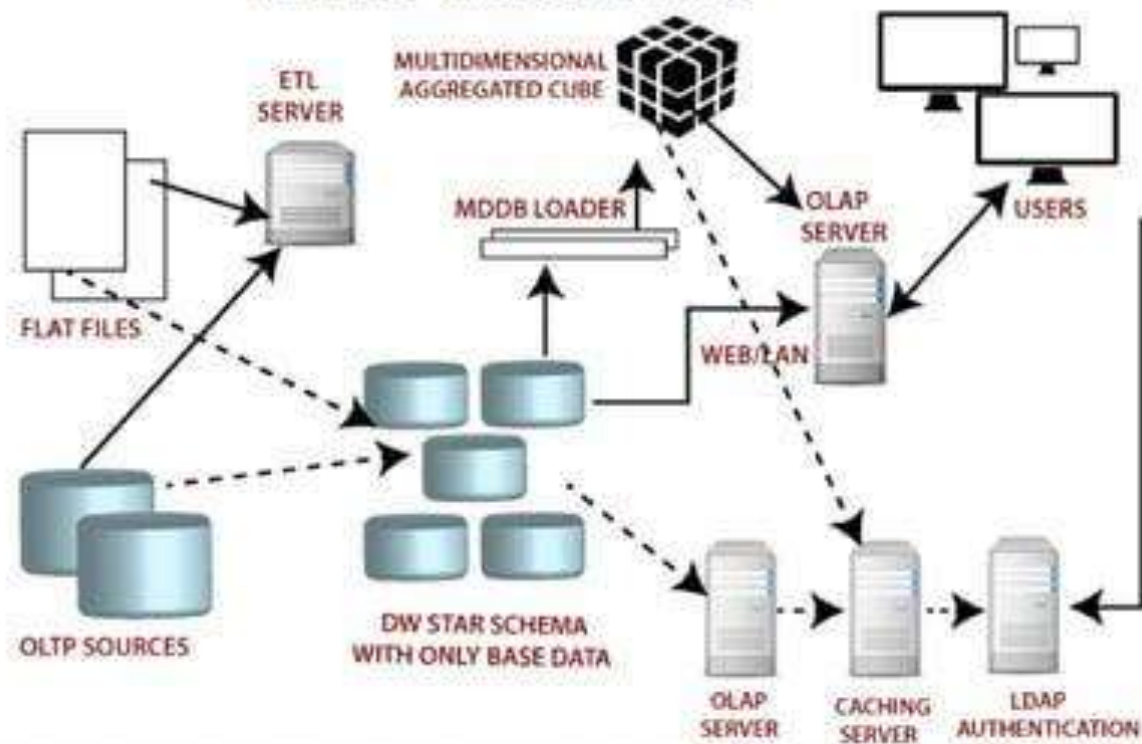 MULTIDIMENSIONAL
AGGREGATED CUBE
ETL
SERVER
MDDB LOADER
OLAP
SERVER
USERS
FLAT FILES
WEB/LAN
OLTP SOURCES
DW STAR SCHEMA
WITH ONLY BASE DATA
OLAP
SERVER
CACHING
SERVER
LDAP
AUTHENTICATION